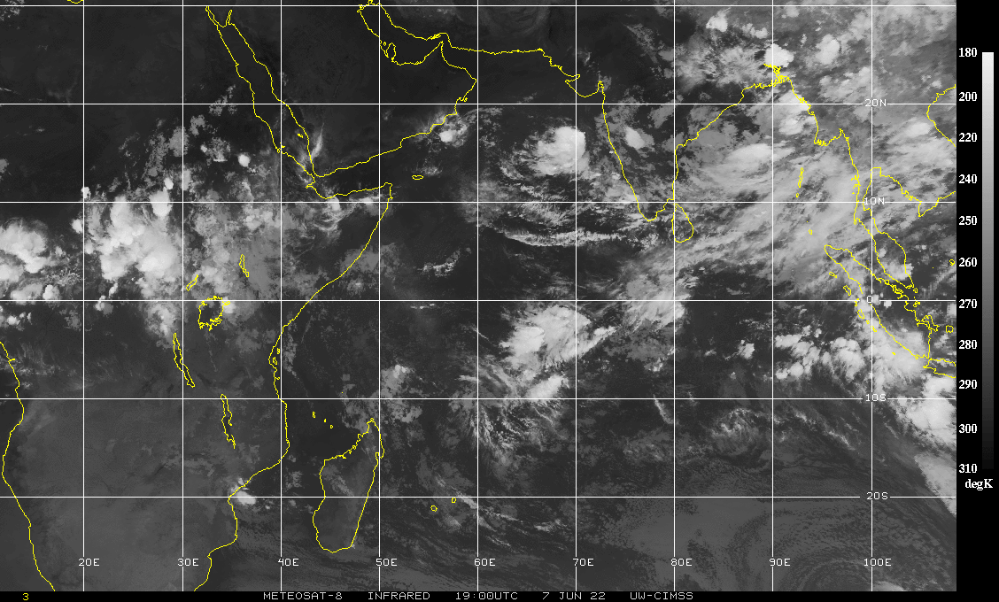 180
200
20N
220
240
10N
250
260
0
270
280
290
10S
300
310
degK
20S
20E 30E 40E 50E 60E 70E 80E 90E 100E
3 METEOSAT-8 INFRARED 19:00UTC 7 JUN 22 UW-CIMSS